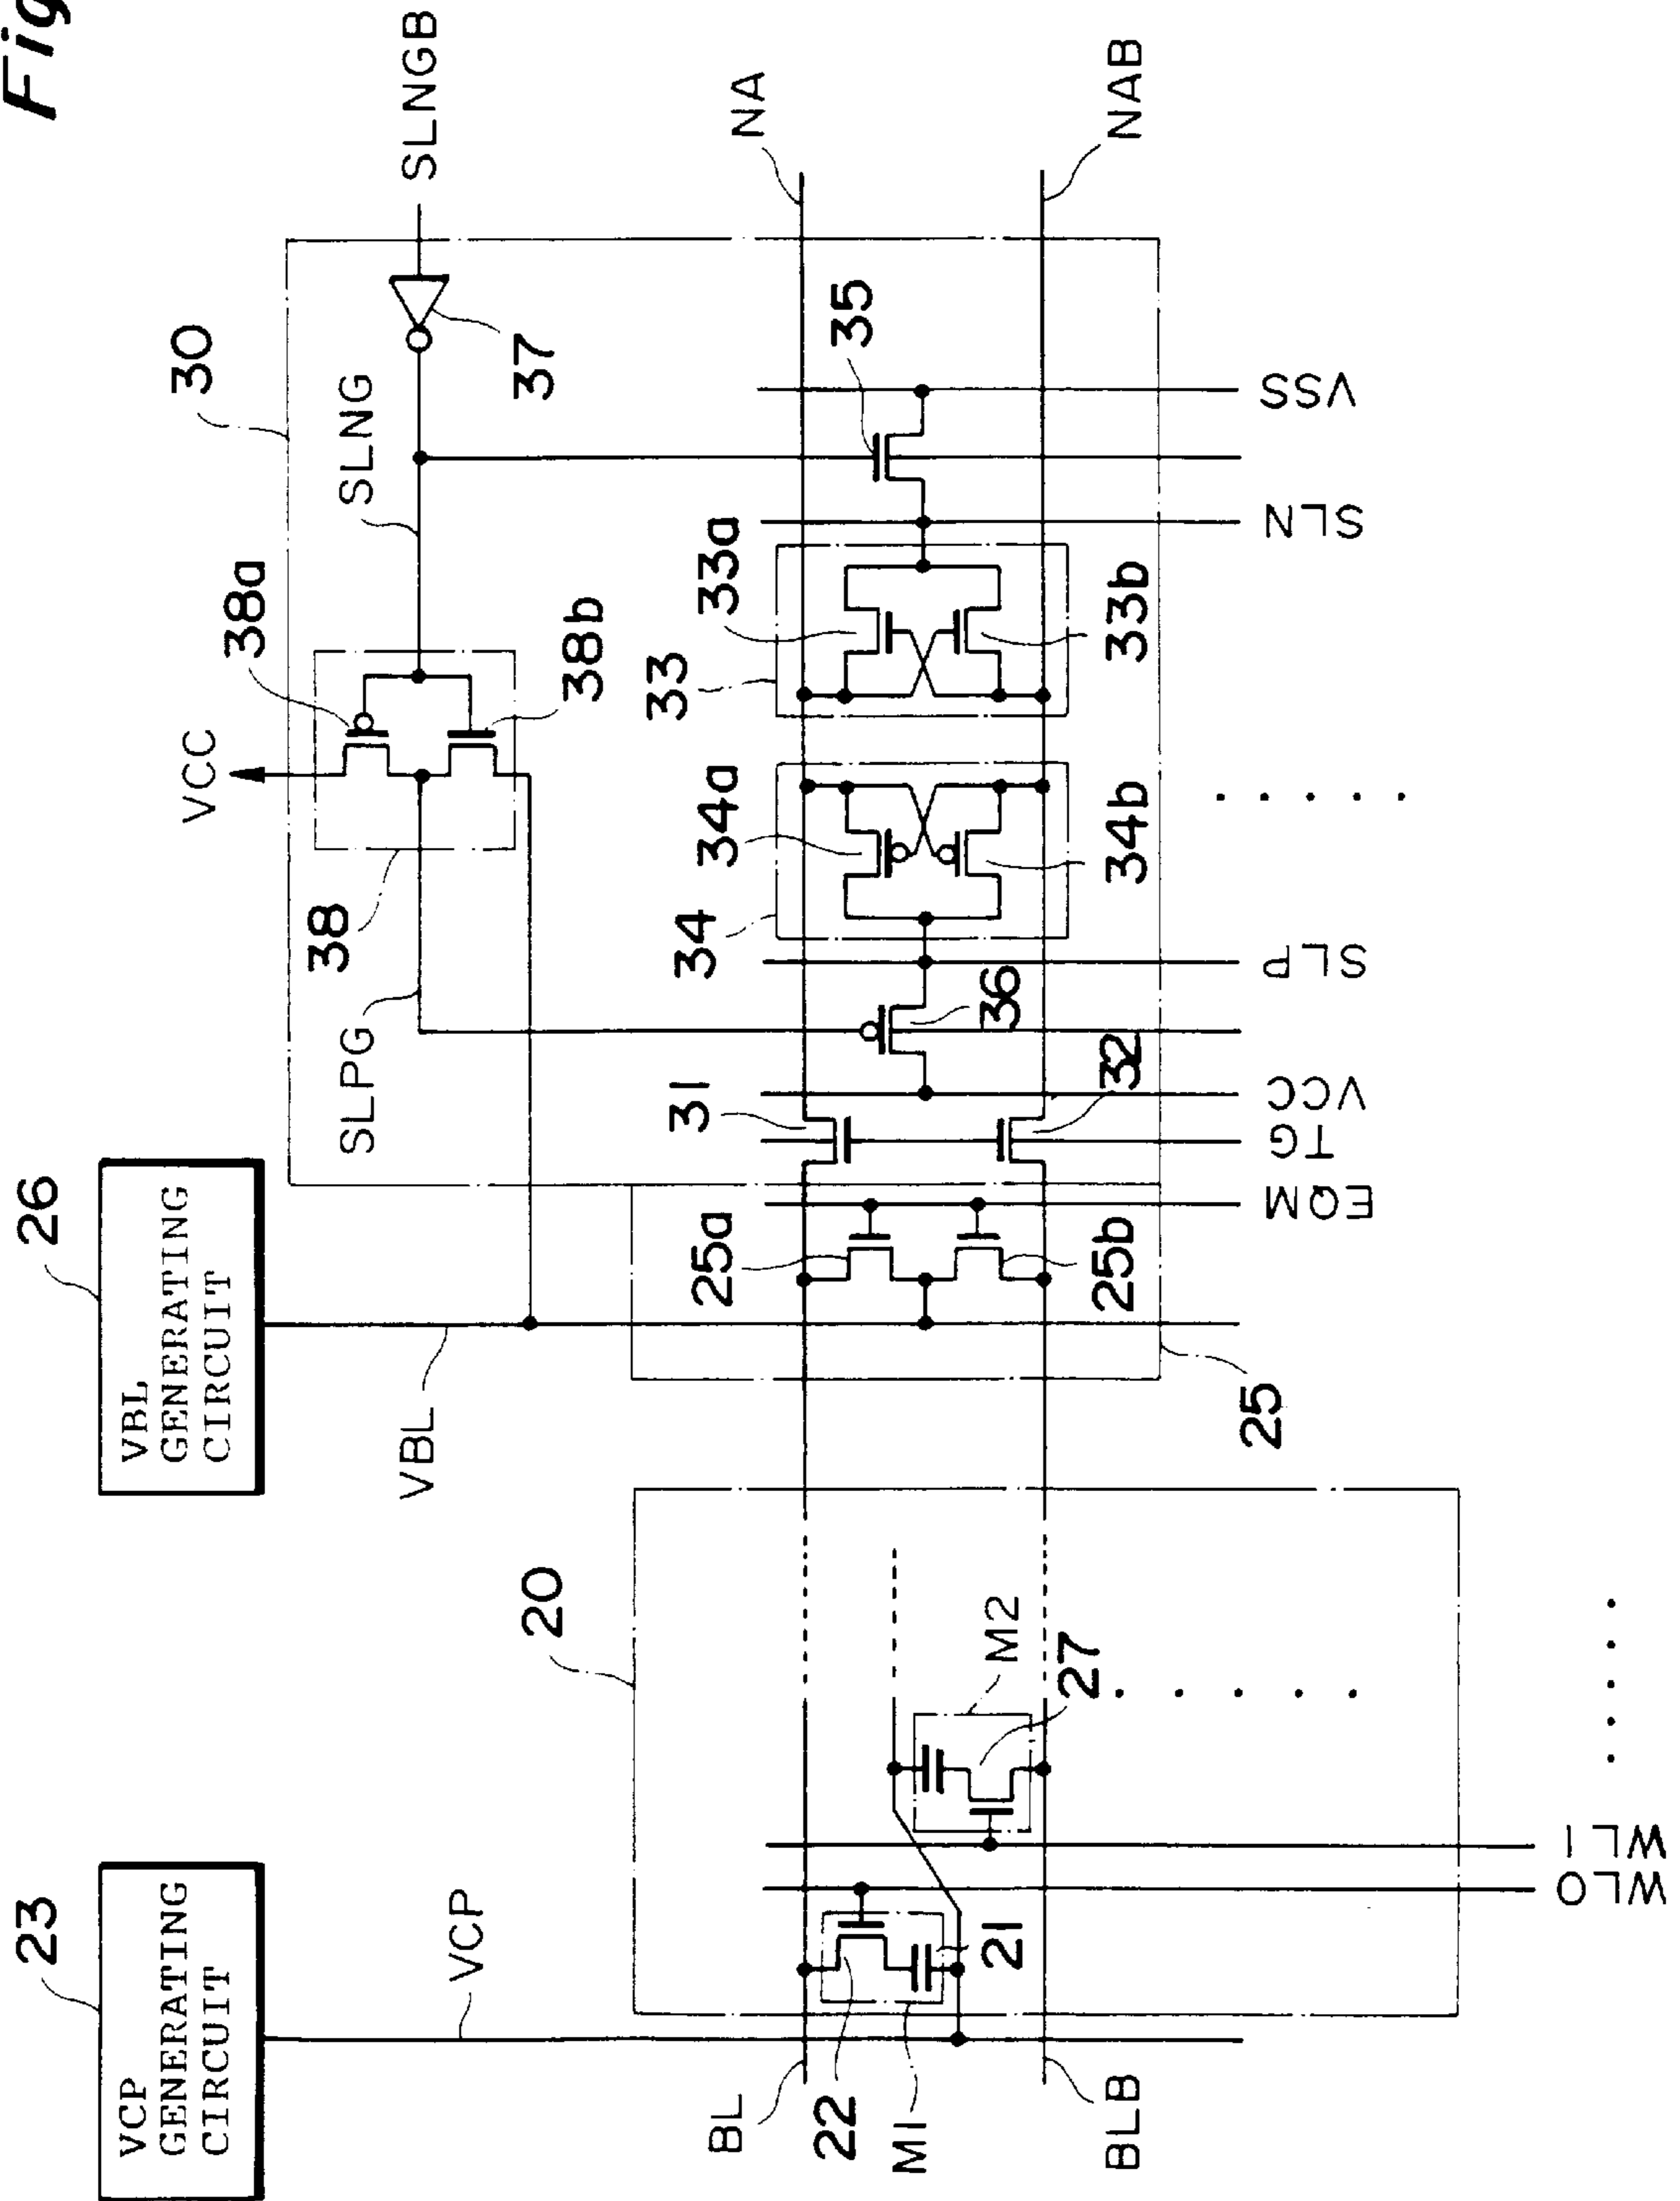 Fig
23
VCP
GENERATING
CIRCUIT
VCP
26
VBL
GENERATING
CIRCUIT
VBL
VCC
38a
38b
38
SLPG
SLNG
30
37
SLNGB
20
BL
22
M1
21
BLB
M2
27
25a
25b
25
31
32
36
34
34a
34b
33
33a
33b
35
NA
NAB
WL0
WL1
EQM
TG
VCC
SLP
SLN
VSS